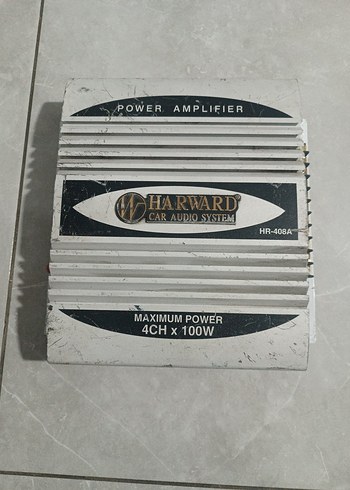 POWER AMPLIFIER
HARWARD®
CAR AUDIO SYSTEM
HR-408A
MAXIMUM POWER
4CH x 100W